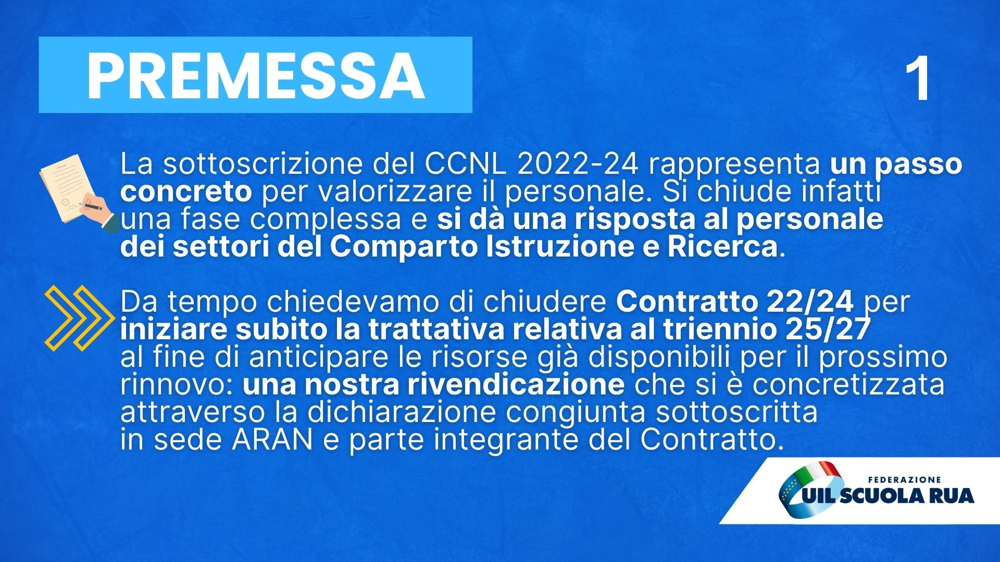 PREMESSA
1
La sottoscrizione del CCNL 2022-24 rappresenta un passo
concreto per valorizzare il personale. Si chiude infatti
una fase complessa e si dà una risposta al personale
dei settori del Comparto Istruzione e Ricerca.
Da tempo chiedevamo di chiudere Contratto 22/24 per
iniziare subito la trattativa relativa al triennio 25/27
al fine di anticipare le risorse già disponibili per il prossimo
rinnovo: una nostra rivendicazione che si è concretizzata
attraverso la dichiarazione congiunta sottoscritta
in sede ARAN e parte integrante del Contratto.
FEDERAZIONE
UIL SCUOLA RUA